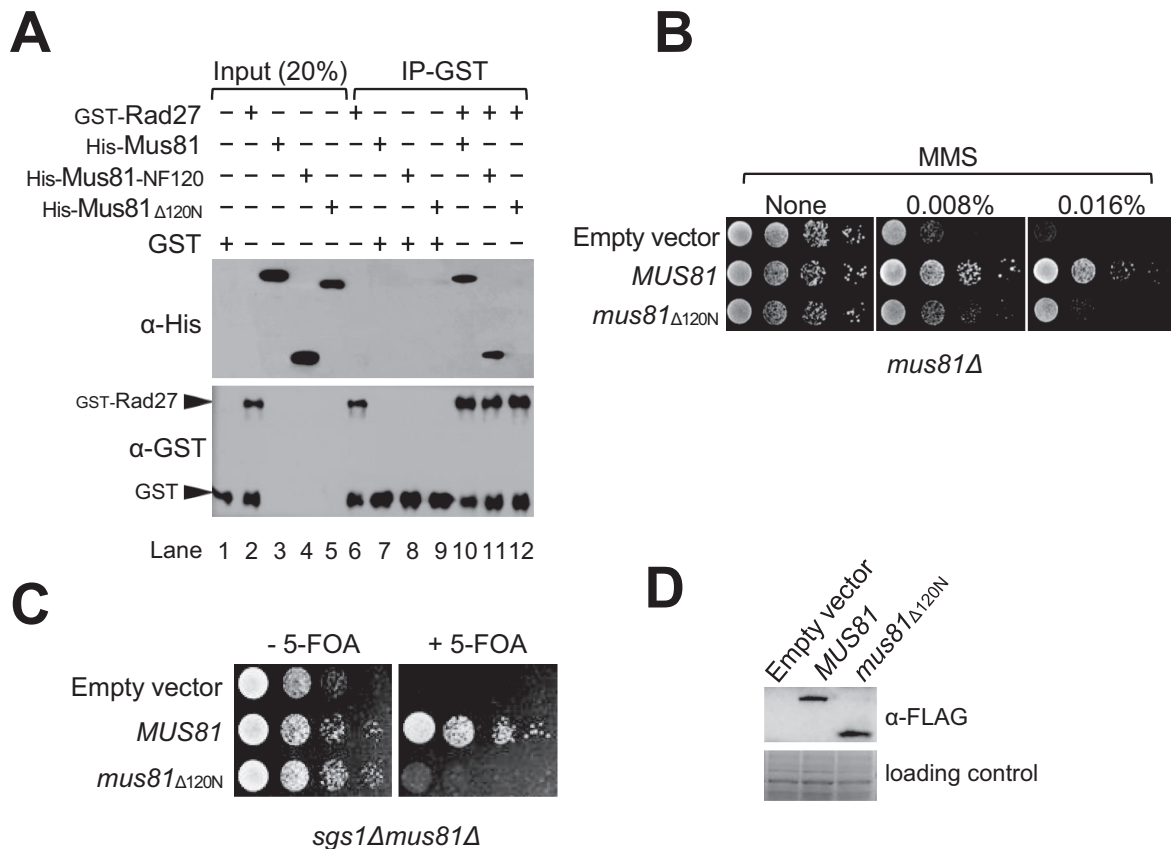 A
Input (20%) IP-GST
GST-Rad27 – + – – – + – – – + + +
His-Mus81 – – + – – – + – – + – –
His-Mus81-NF120 – – – + – – – + – – + –
His-Mus81Δ120N – – – – + – – – + – – +
GST + – – – – – + + + – – –
α-His
GST-Rad27
α-GST
GST
Lane 1 2 3 4 5 6 7 8 9 10 11 12
B
MMS
None 0.008% 0.016%
Empty vector
MUS81
mus81Δ120N
mus81Δ
C
- 5-FOA + 5-FOA
Empty vector
MUS81
mus81Δ120N
sgs1Δmus81Δ
D
Empty vector
MUS81
mus81Δ120N
α-FLAG
loading control